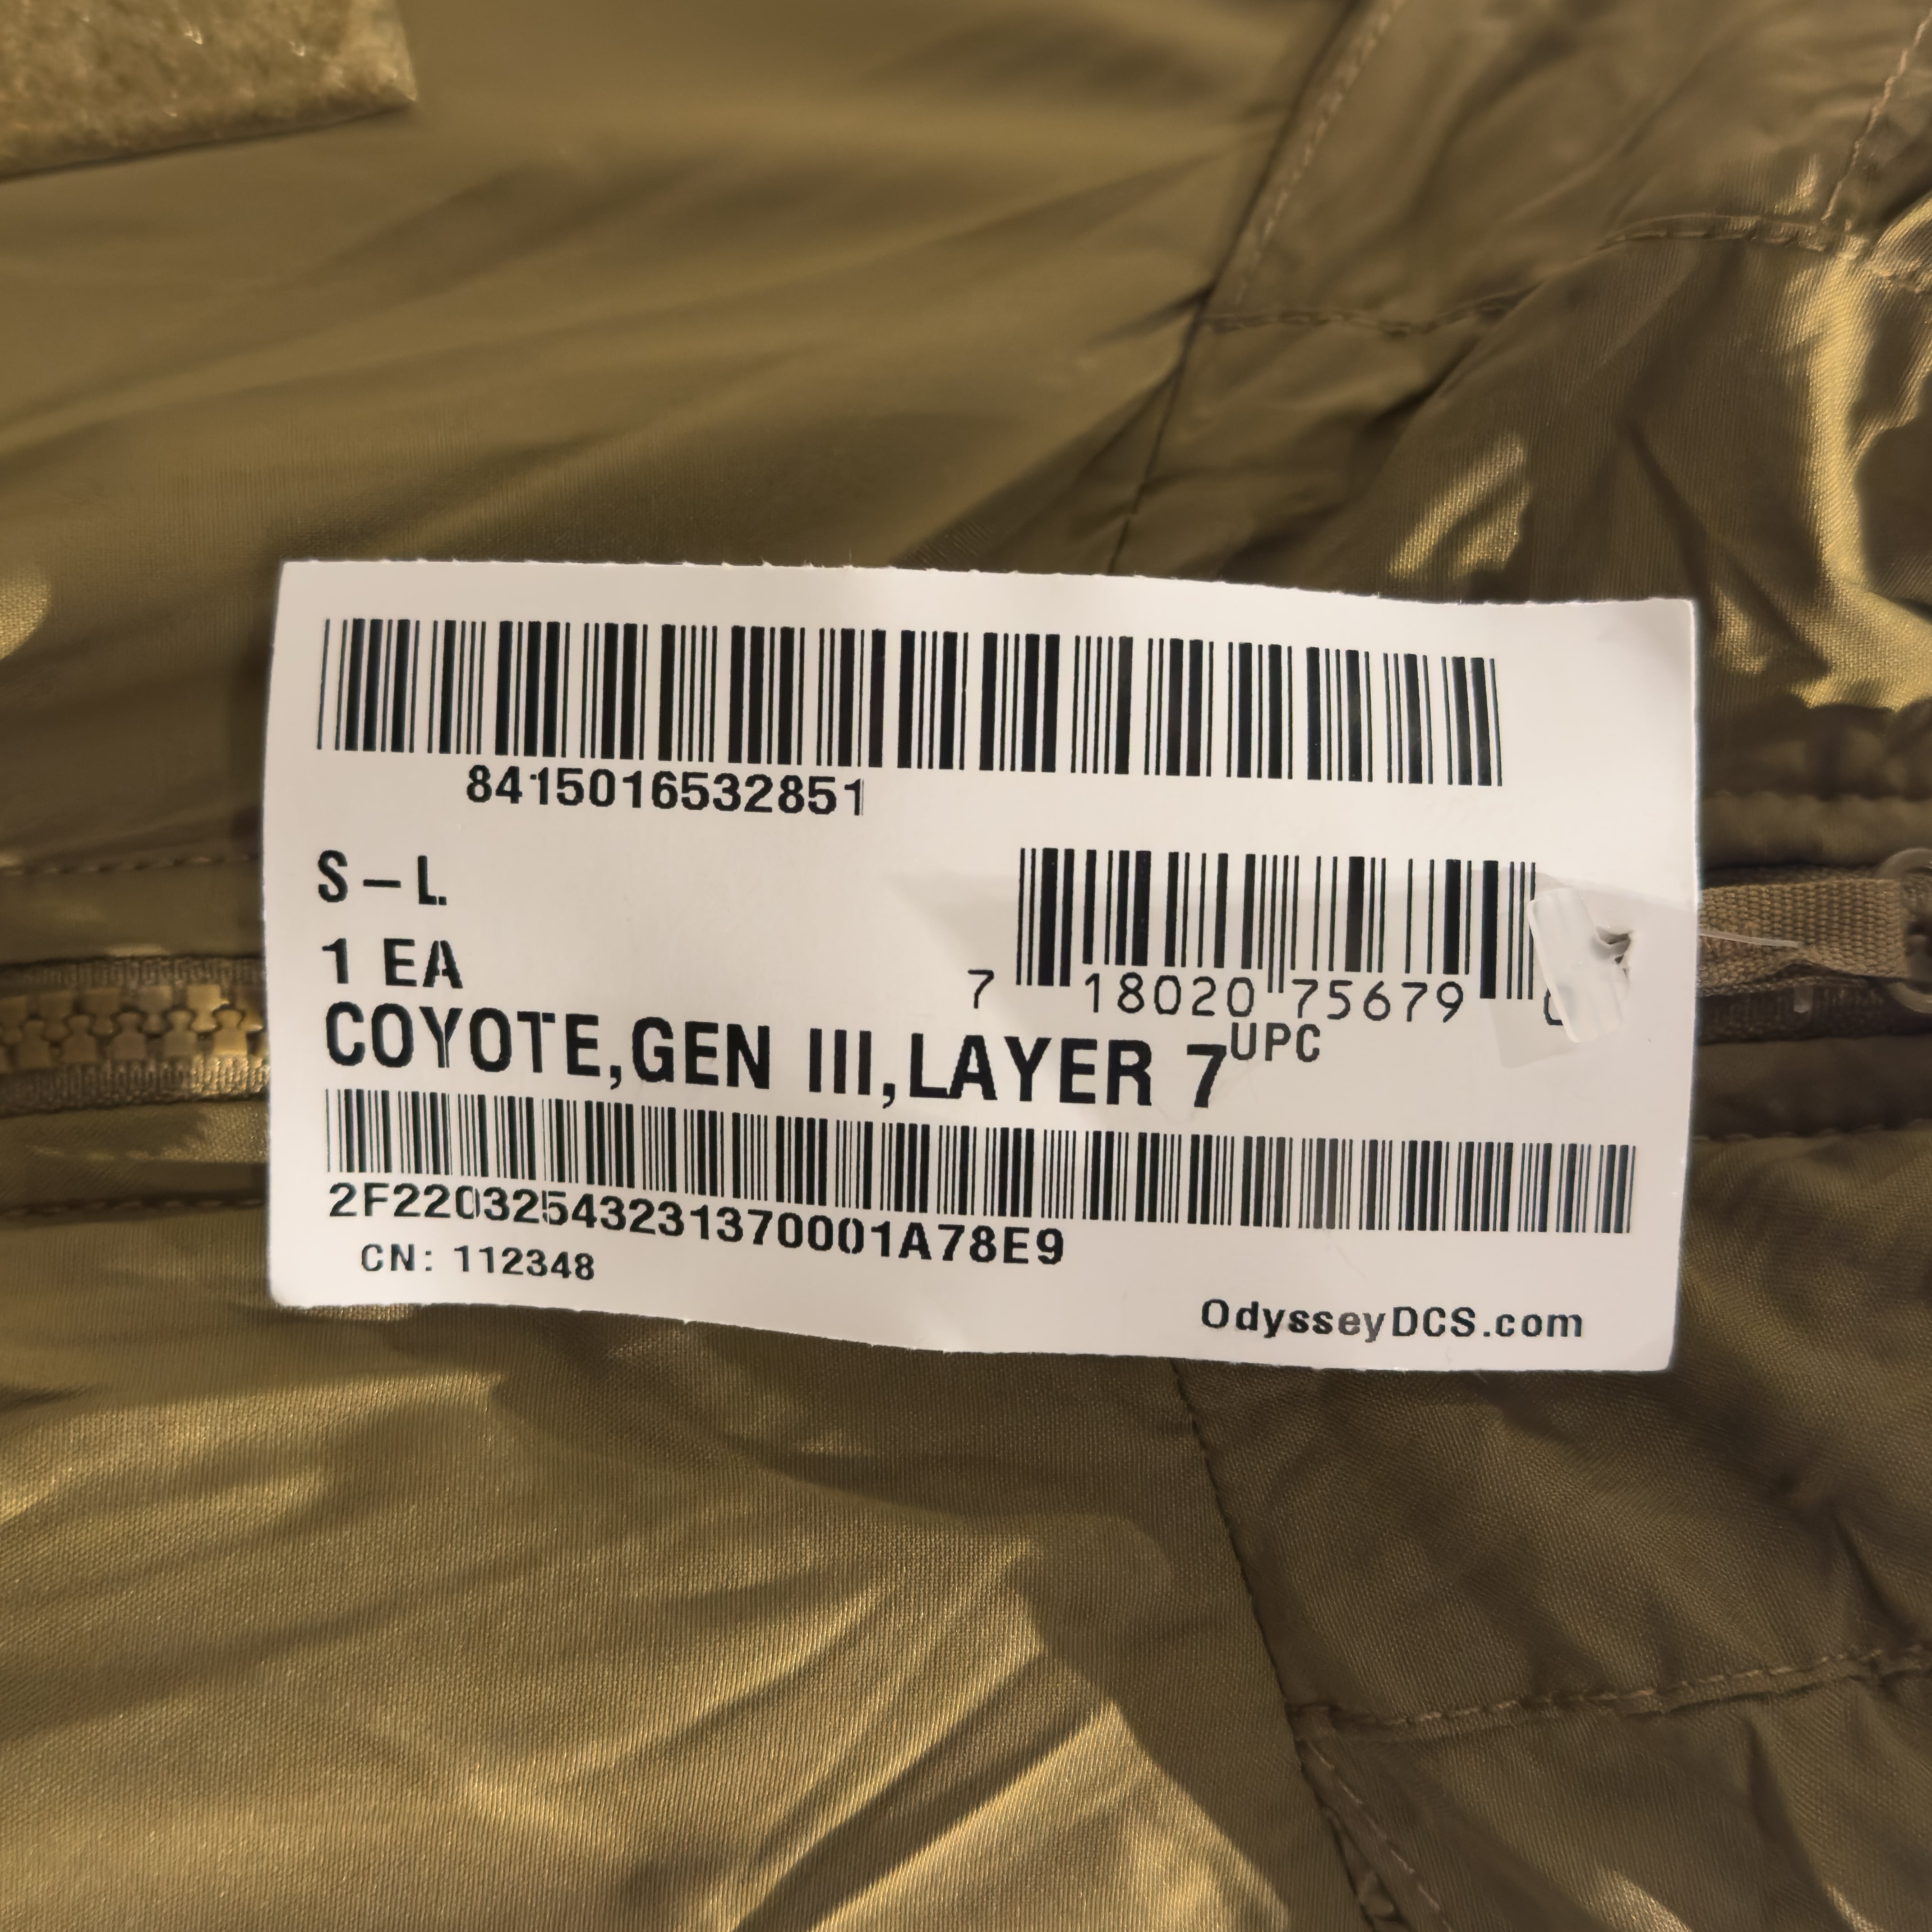 8415016532851
S-L
1 EA
7 18020 75679
UPC
COYOTE,GEN III,LAYER 7
2F22032543231370001A78E9
CN: 112348
OdysseyDCS.com